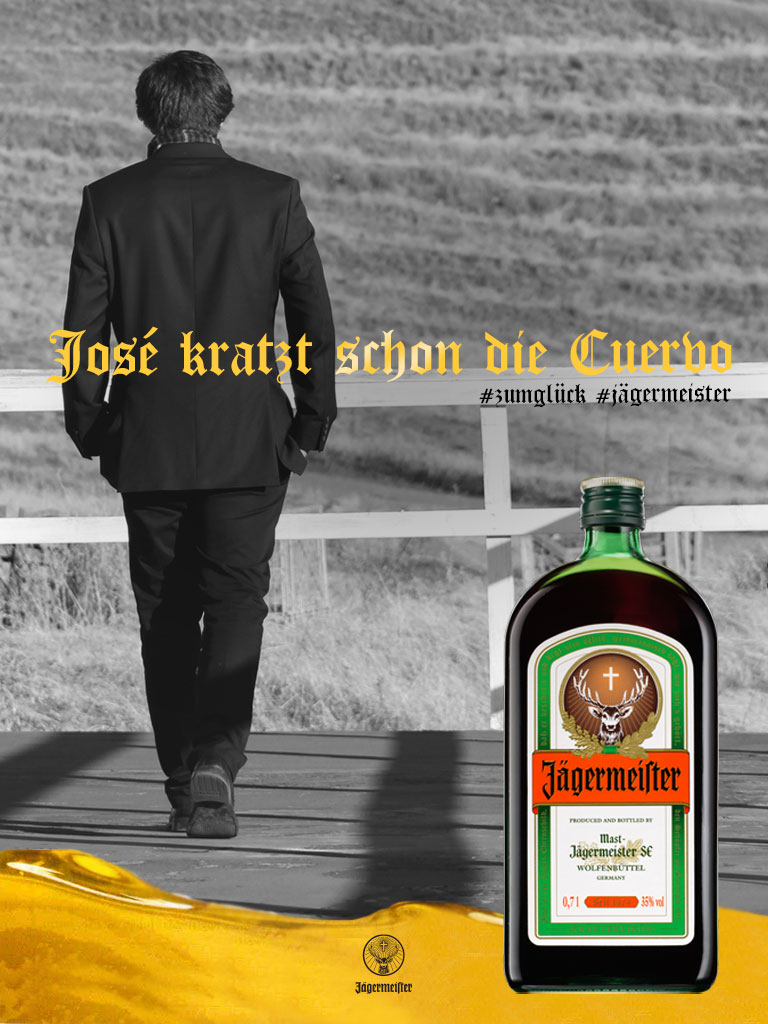 José kratzt schon die Cuervo
#zumglück #jägermeister
Jägermeiſter
PRODUCED AND BOTTLED BY
Mast-
Jägermeister SE
WOLFENBÜTTEL
GERMANY
0,7 l
35% vol
Jägermeiſter